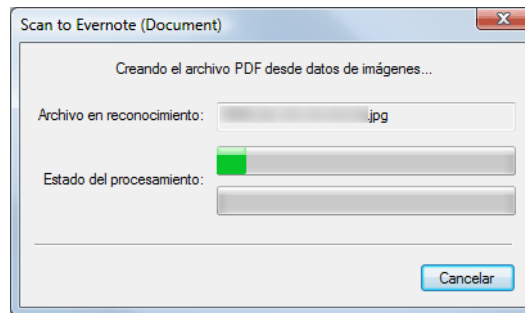 Scan to Evernote (Document)
Creando el archivo PDF desde datos de imágenes...
Archivo en reconocimiento: .jpg
Estado del procesamiento:
Cancelar